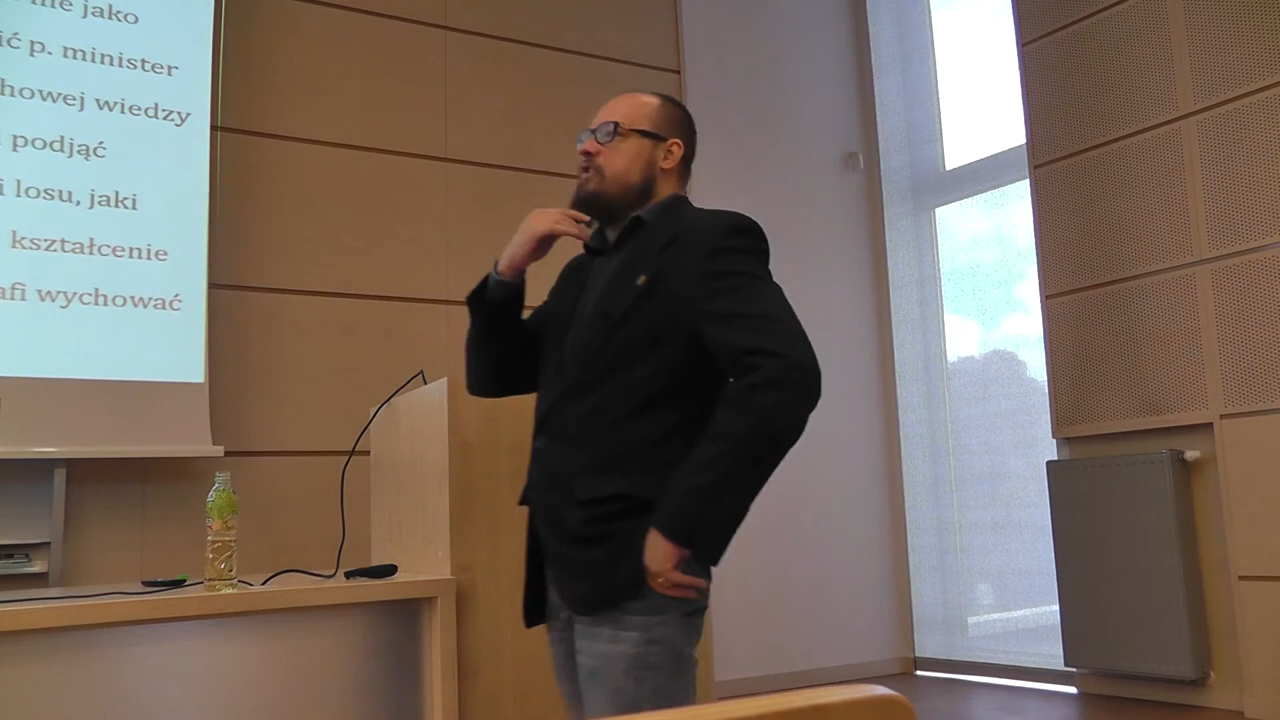 nie jako
ić p. minister
howej wiedzy
podjąć
i losu, jaki
kształcenie
afi wychować